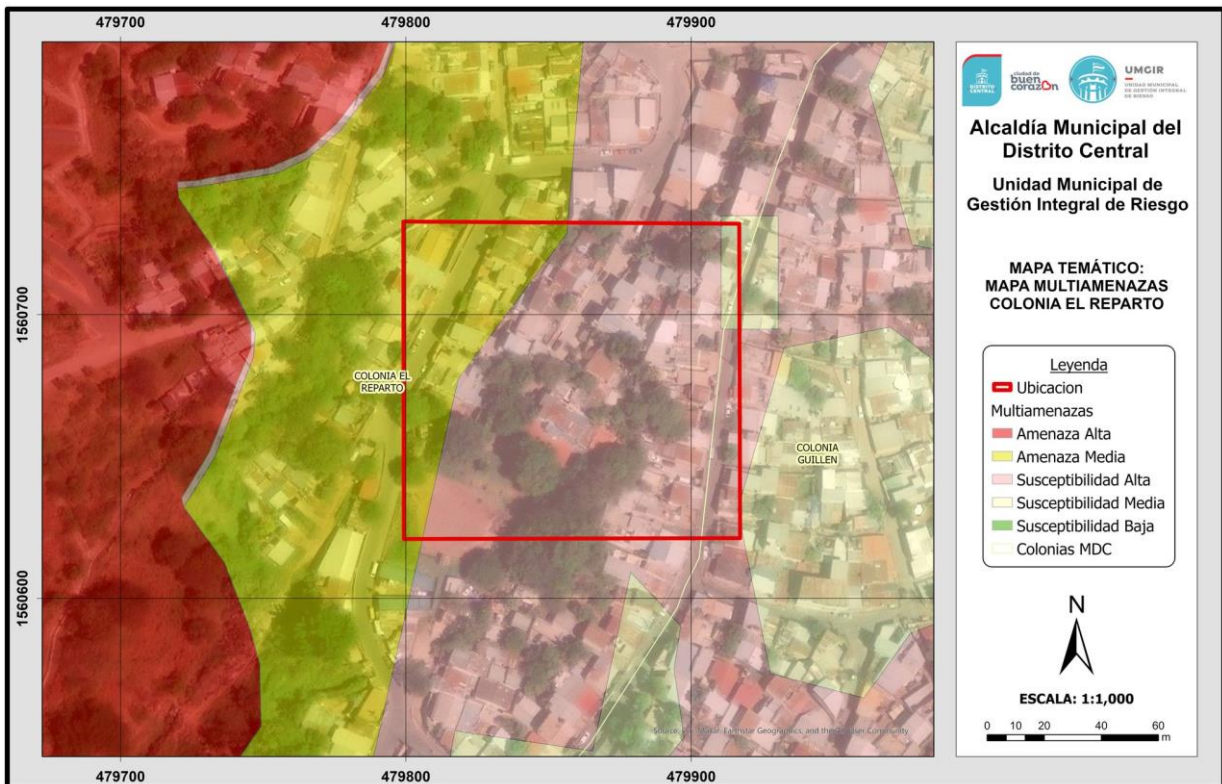 479700
479800
479900
1560700
1560600
COLONIA EL
REPARTO
COLONIA
GUILLEN
Source: Esri, Maxar, Earthstar Geographics, and the GIS User Community
479700
479800
479900
DISTRITO
CENTRAL
ciudad de
buen
corazón
UMGIR
UNIDAD MUNICIPAL
DE GESTIÓN INTEGRAL
DE RIESGO
Alcaldía Municipal del
Distrito Central
Unidad Municipal de
Gestión Integral de Riesgo
MAPA TEMÁTICO:
MAPA MULTIAMENAZAS
COLONIA EL REPARTO
Leyenda
Ubicacion
Multiamenazas
Amenaza Alta
Amenaza Media
Susceptibilidad Alta
Susceptibilidad Media
Susceptibilidad Baja
Colonias MDC
N
ESCALA: 1:1,000
0 10 20 40 60
m